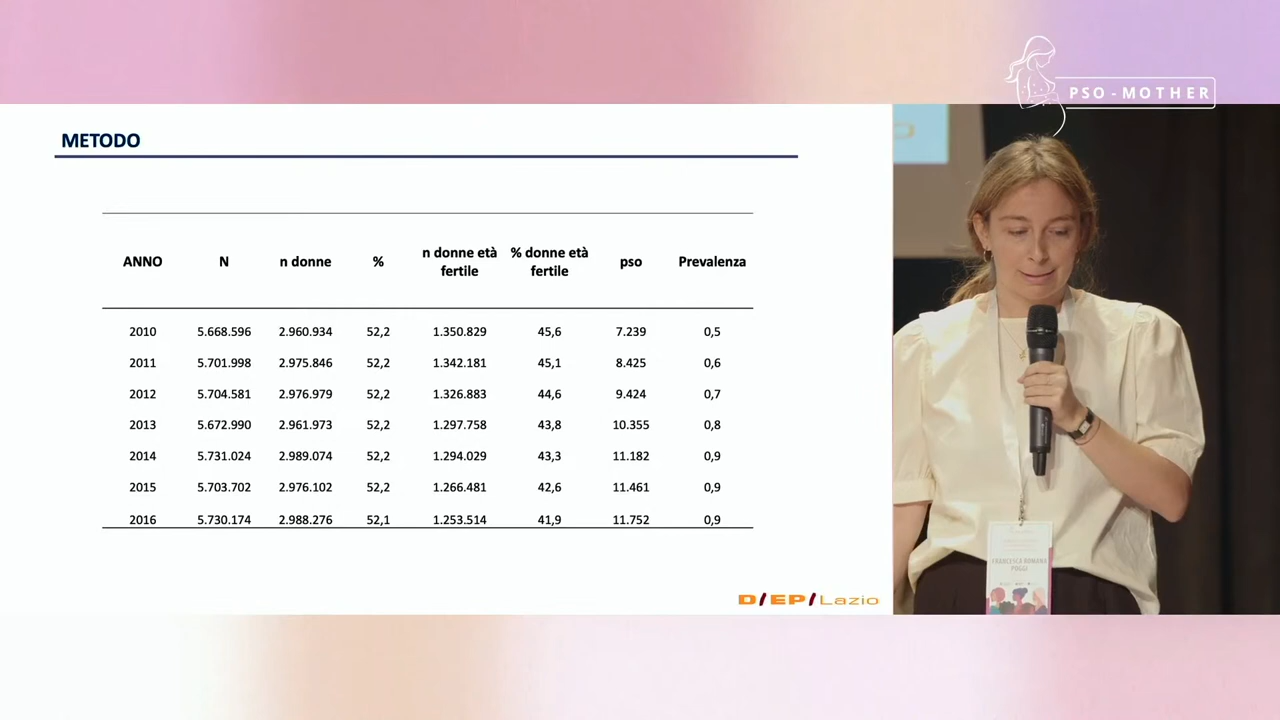 PSO-MOTHER
METODO
ANNO N n donne % n donne età fertile % donne età fertile pso Prevalenza
2010 5.668.596 2.960.934 52,2 1.350.829 45,6 7.239 0,5
2011 5.701.998 2.975.846 52,2 1.342.181 45,1 8.425 0,6
2012 5.704.581 2.976.979 52,2 1.326.883 44,6 9.424 0,7
2013 5.672.990 2.961.973 52,2 1.297.758 43,8 10.355 0,8
2014 5.731.024 2.989.074 52,2 1.294.029 43,3 11.182 0,9
2015 5.703.702 2.976.102 52,2 1.266.481 42,6 11.461 0,9
2016 5.730.174 2.988.276 52,1 1.253.514 41,9 11.752 0,9
D/EP/Lazio
FRANCESCA ROMANA
POGGI